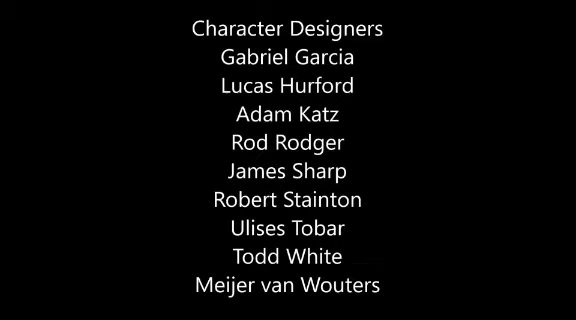 Character Designers
Gabriel Garcia
Lucas Hurford
Adam Katz
Rod Rodger
James Sharp
Robert Stainton
Ulises Tobar
Todd White
Meijer van Wouters